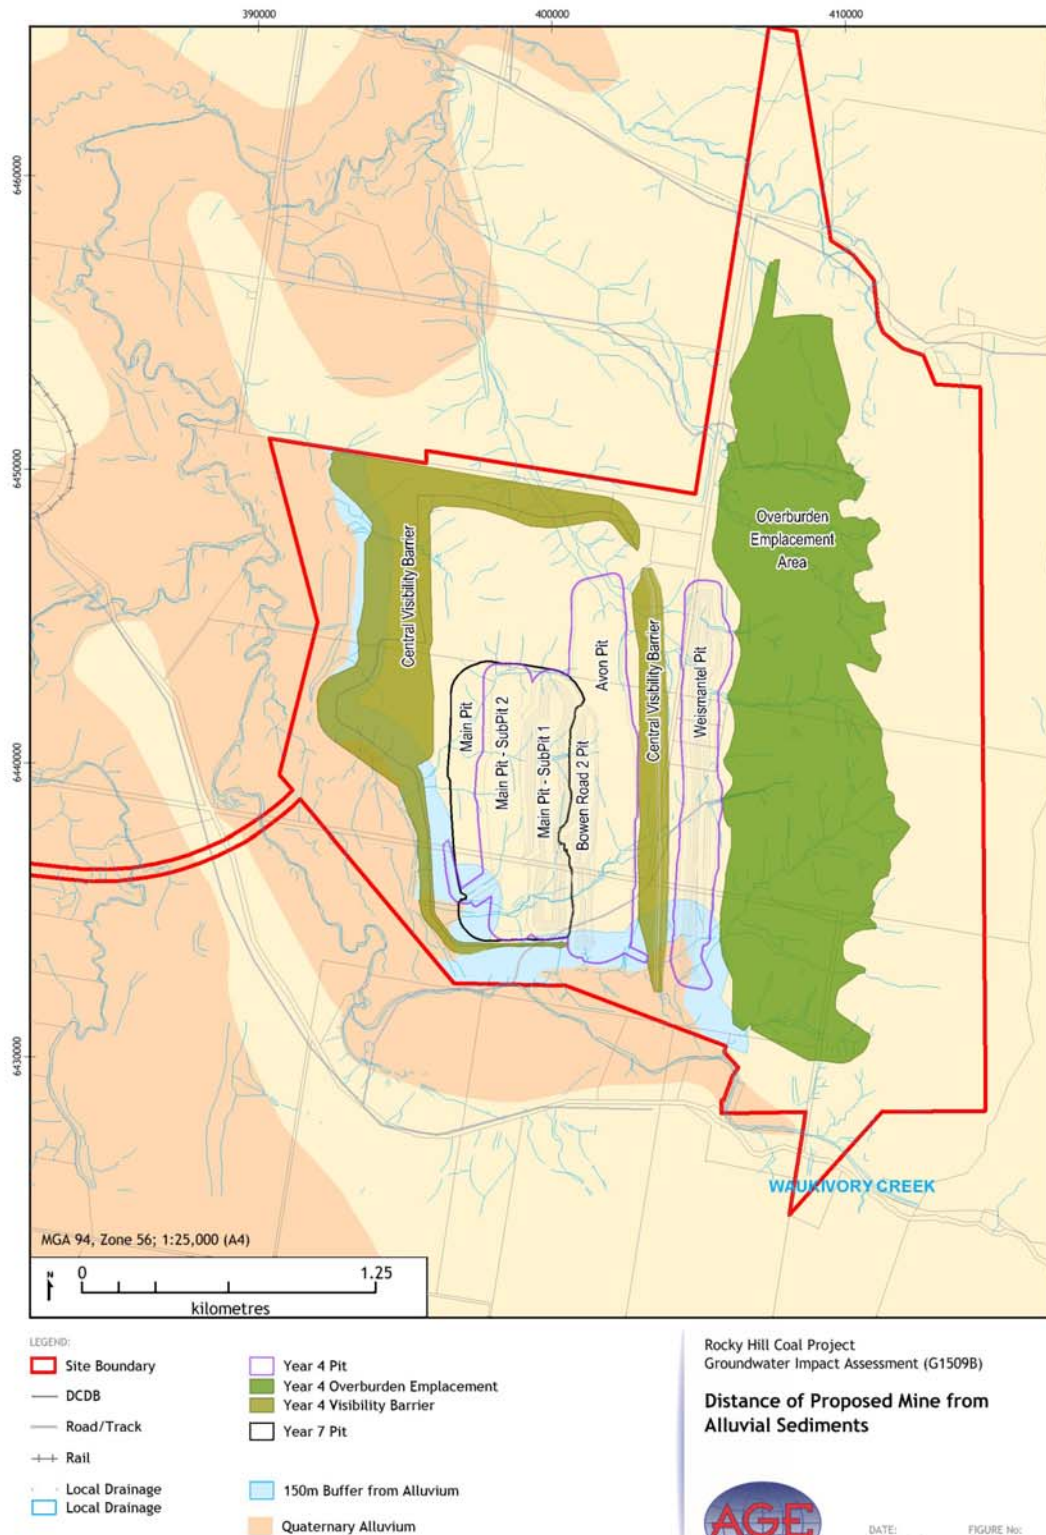 390000
400000
410000
6460000
6450000
6440000
6430000
Overburden
Emplacement
Area
Central Visibility Barrier
Avon Pit
Central Visibility Barrier
Weismantel Pit
Main Pit
Main Pit - SubPit 2
Main Pit - SubPit 1
Bowen Road 2 Pit
WAUKIVORY CREEK
MGA 94, Zone 56; 1:25,000 (A4)
N
0
1.25
kilometres
LEGEND:
Site Boundary
DCDB
Road/Track
Rail
Local Drainage
Local Drainage
Year 4 Pit
Year 4 Overburden Emplacement
Year 4 Visibility Barrier
Year 7 Pit
150m Buffer from Alluvium
Quaternary Alluvium
Rocky Hill Coal Project
Groundwater Impact Assessment (G1509B)
Distance of Proposed Mine from
Alluvial Sediments
AGE
DATE:
FIGURE No: